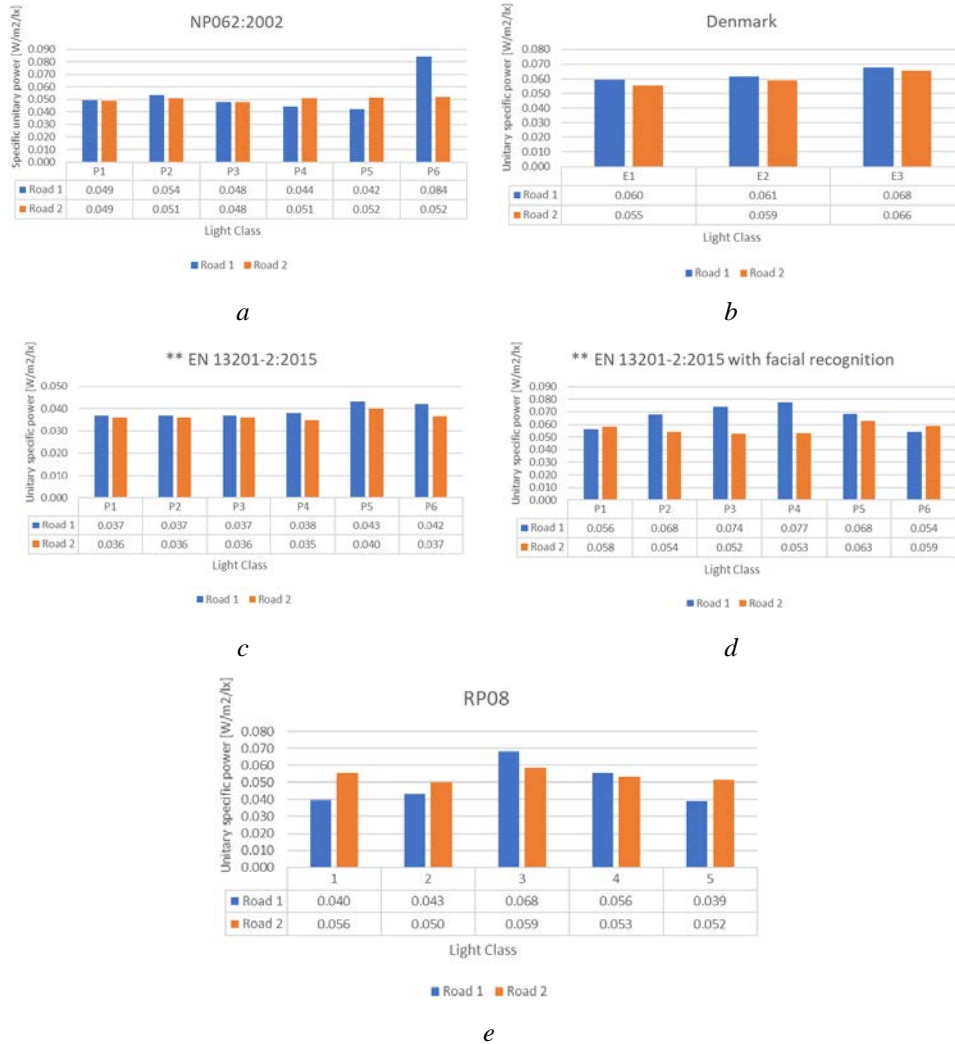 NP062:2002
Specific unitary power [W/m2/lx]
0.090
0.080
0.070
0.060
0.050
0.040
0.030
0.020
0.010
0.000
P1 P2 P3 P4 P5 P6
Road 1 0.049 0.054 0.048 0.044 0.042 0.084
Road 2 0.049 0.051 0.048 0.051 0.052 0.052
Light Class
Road 1 Road 2
a
Denmark
Unitary specific power [W/m2/lx]
0.080
0.070
0.060
0.050
0.040
0.030
0.020
0.010
0.000
E1 E2 E3
Road 1 0.060 0.061 0.068
Road 2 0.055 0.059 0.066
Light Class
Road 1 Road 2
b
** EN 13201-2:2015
Unitary specific power [W/m2/lx]
0.050
0.040
0.030
0.020
0.010
0.000
P1 P2 P3 P4 P5 P6
Road 1 0.037 0.037 0.037 0.038 0.043 0.042
Road 2 0.036 0.036 0.036 0.035 0.040 0.037
Light Class
Road 1 Road 2
c
** EN 13201-2:2015 with facial recognition
Unitary specific power [W/m2/lx]
0.090
0.080
0.070
0.060
0.050
0.040
0.030
0.020
0.010
0.000
P1 P2 P3 P4 P5 P6
Road 1 0.056 0.068 0.074 0.077 0.068 0.054
Road 2 0.058 0.054 0.052 0.053 0.063 0.059
Light Class
Road 1 Road 2
d
RP08
Unitary specific power [W/m2/lx]
0.080
0.070
0.060
0.050
0.040
0.030
0.020
0.010
0.000
1 2 3 4 5
Road 1 0.040 0.043 0.068 0.056 0.039
Road 2 0.056 0.050 0.059 0.053 0.052
Light Class
Road 1 Road 2
e